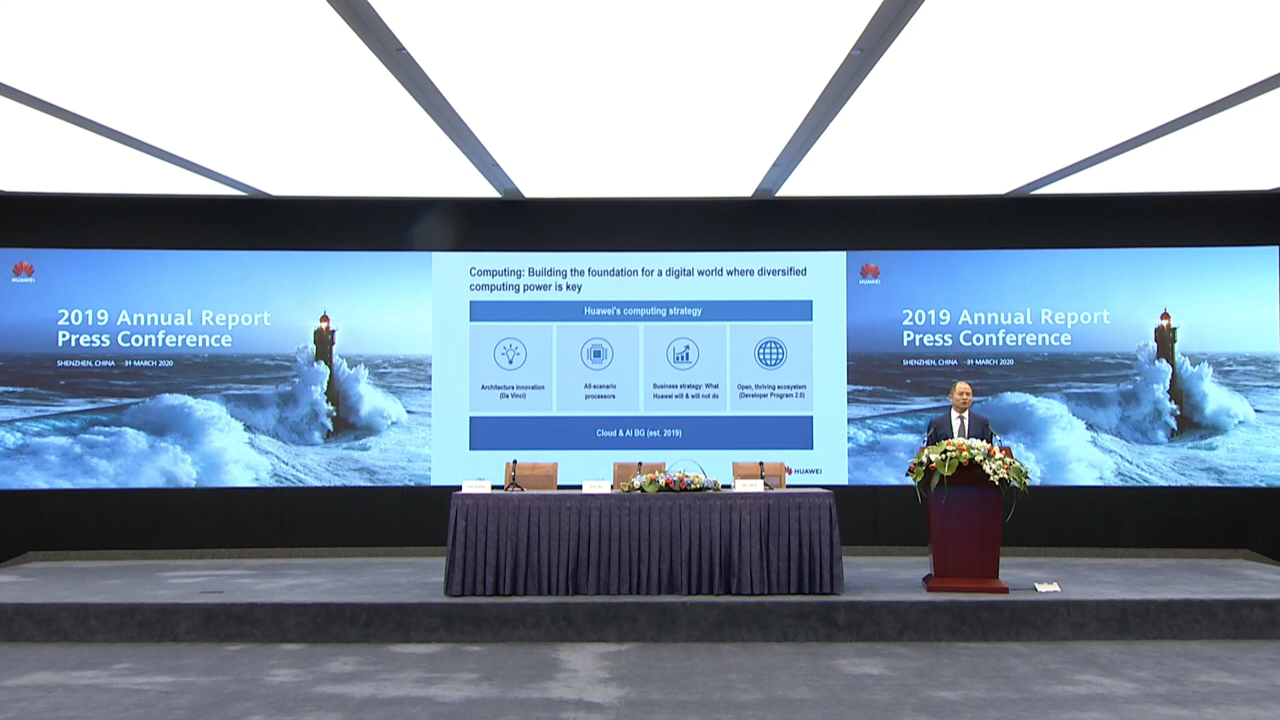 HUAWEI
2019 Annual Report
Press Conference
SHENZHEN, CHINA 31 MARCH 2020
Computing: Building the foundation for a digital world where diversified
computing power is key
Huawei's computing strategy
Architecture innovation
(Da Vinci)
All-scenario
processors
Business strategy: What
Huawei will & will not do
Open, thriving ecosystem
(Developer Program 2.0)
Cloud & AI BG (est. 2019)
HUAWEI
HUAWEI
2019 Annual Report
Press Conference
SHENZHEN, CHINA 31 MARCH 2020